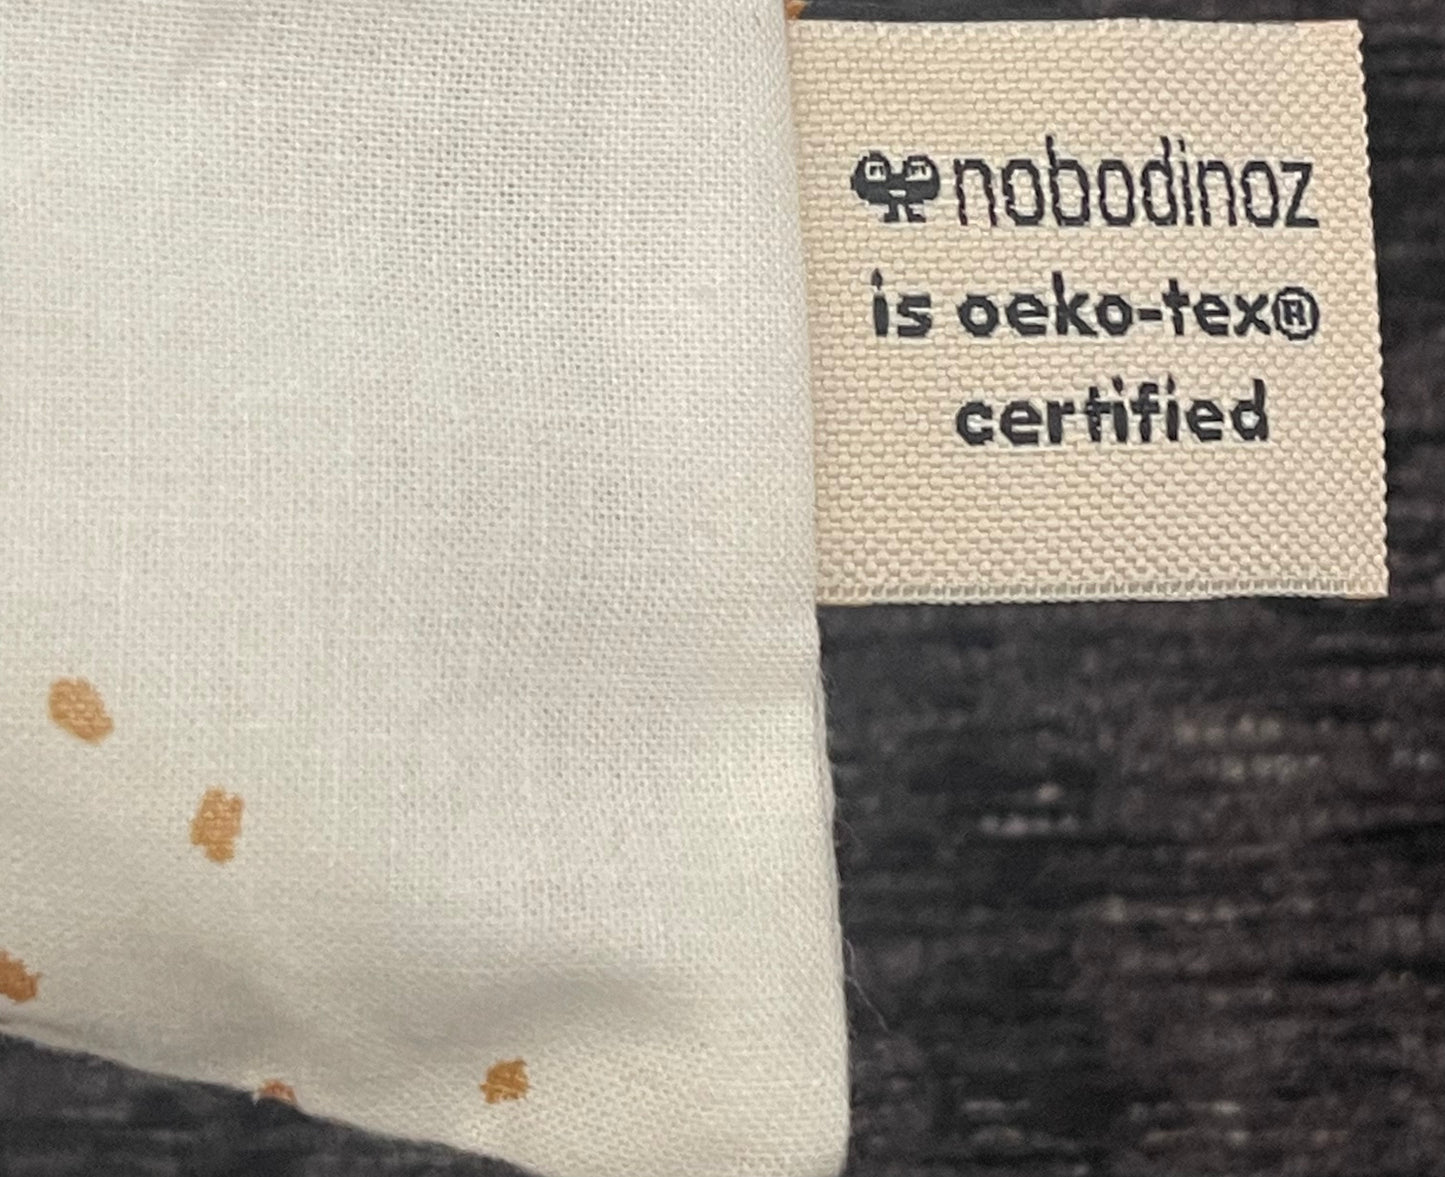 nobodinoz
is oeko-tex®
certified